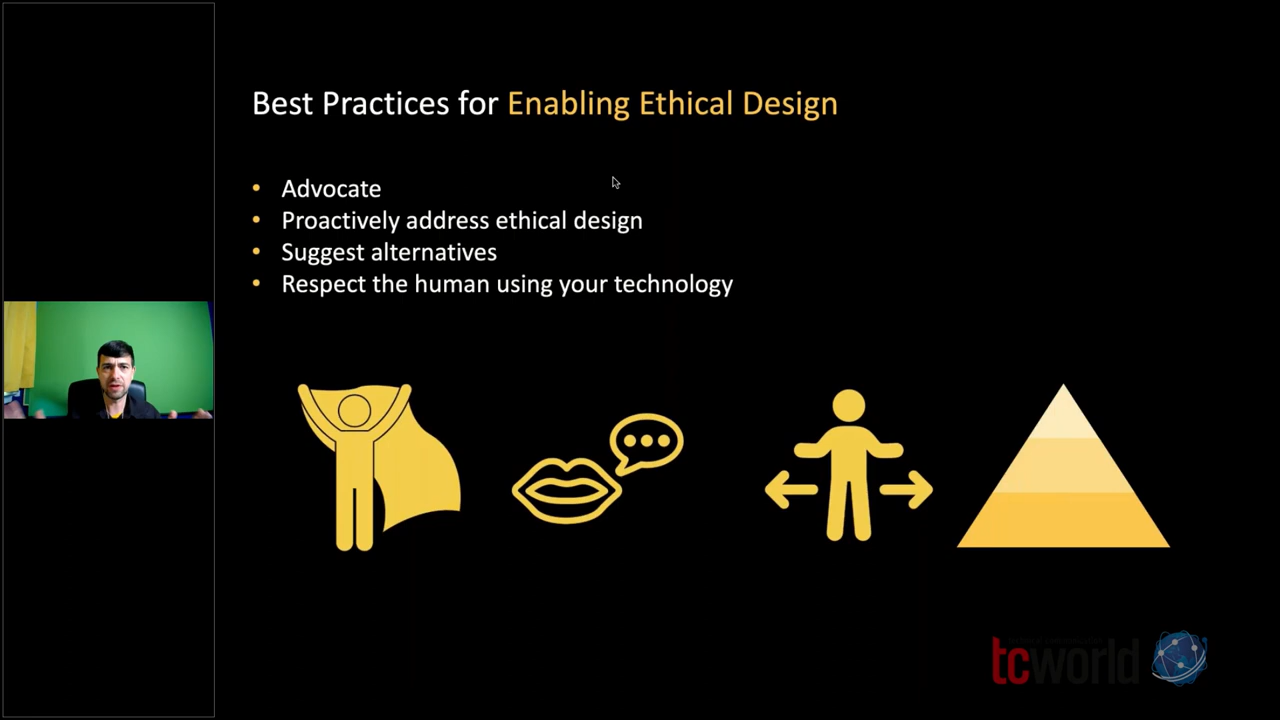 Best Practices for Enabling Ethical Design
• Advocate
• Proactively address ethical design
• Suggest alternatives
• Respect the human using your technology
tcworld